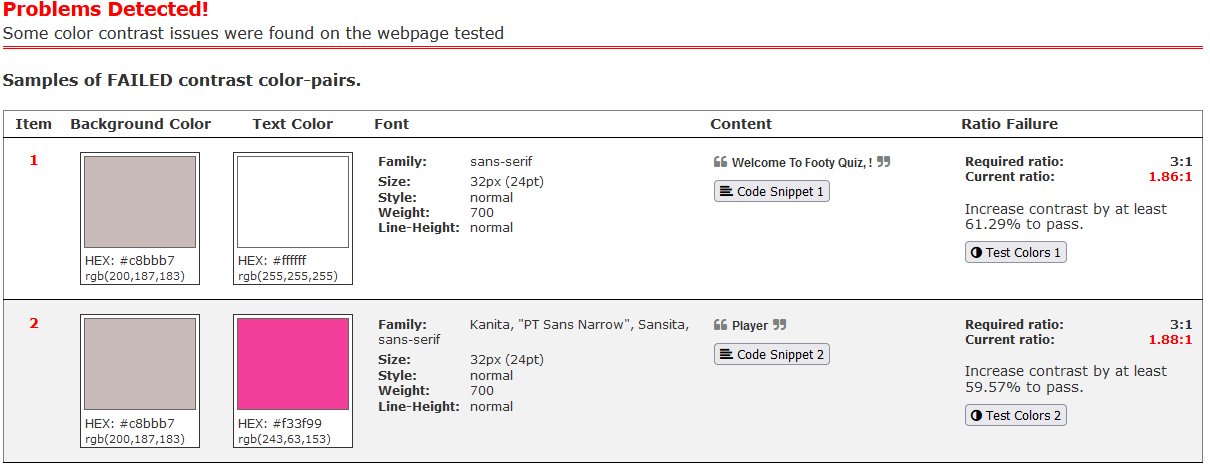 Problems Detected!
Some color contrast issues were found on the webpage tested
Samples of FAILED contrast color-pairs.
Item Background Color Text Color Font Content Ratio Failure
1
HEX: #c8bbb7
rgb(200,187,183)
HEX: #ffffff
rgb(255,255,255)
Family: sans-serif
Size: 32px (24pt)
Style: normal
Weight: 700
Line-Height: normal
❝ Welcome To Footy Quiz, ! ❞
Code Snippet 1
Required ratio: 3:1
Current ratio: 1.86:1
Increase contrast by at least
61.29% to pass.
Test Colors 1
2
HEX: #c8bbb7
rgb(200,187,183)
HEX: #f33f99
rgb(243,63,153)
Family: Kanita, "PT Sans Narrow", Sansita,
sans-serif
Size: 32px (24pt)
Style: normal
Weight: 700
Line-Height: normal
❝ Player ❞
Code Snippet 2
Required ratio: 3:1
Current ratio: 1.88:1
Increase contrast by at least
59.57% to pass.
Test Colors 2